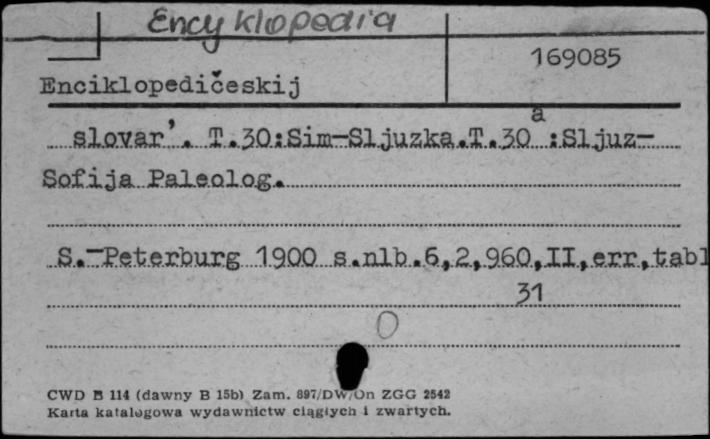 Encyklopedia
169085
Enciklopedičeskij
slovar'. T.30:Sim-Sljuzka.T.30ᵃ:Sljuz-
Sofija Paleolog.
S.-Peterburg 1900 s.nlb.6,2,960,II,err,tabl
31
0
CWD B 114 (dawny B 15b) Zam. 897/DW/On ZGG 2542
Karta katalogowa wydawnictw ciągłych i zwartych.